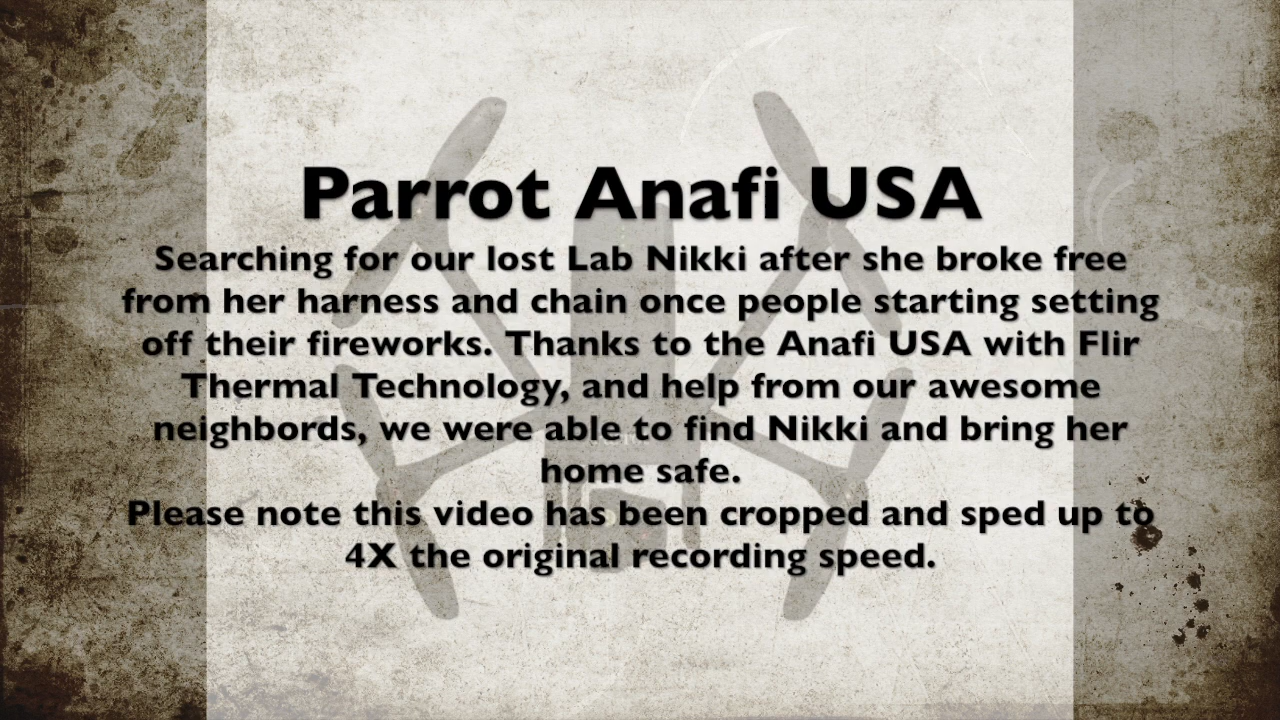 Parrot Anafi USA
Searching for our lost Lab Nikki after she broke free
from her harness and chain once people starting setting
off their fireworks. Thanks to the Anafi USA with Flir
Thermal Technology, and help from our awesome
neighbords, we were able to find Nikki and bring her
home safe.
Please note this video has been cropped and sped up to
4X the original recording speed.